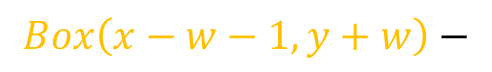 Box(x − w − 1, y + w) −